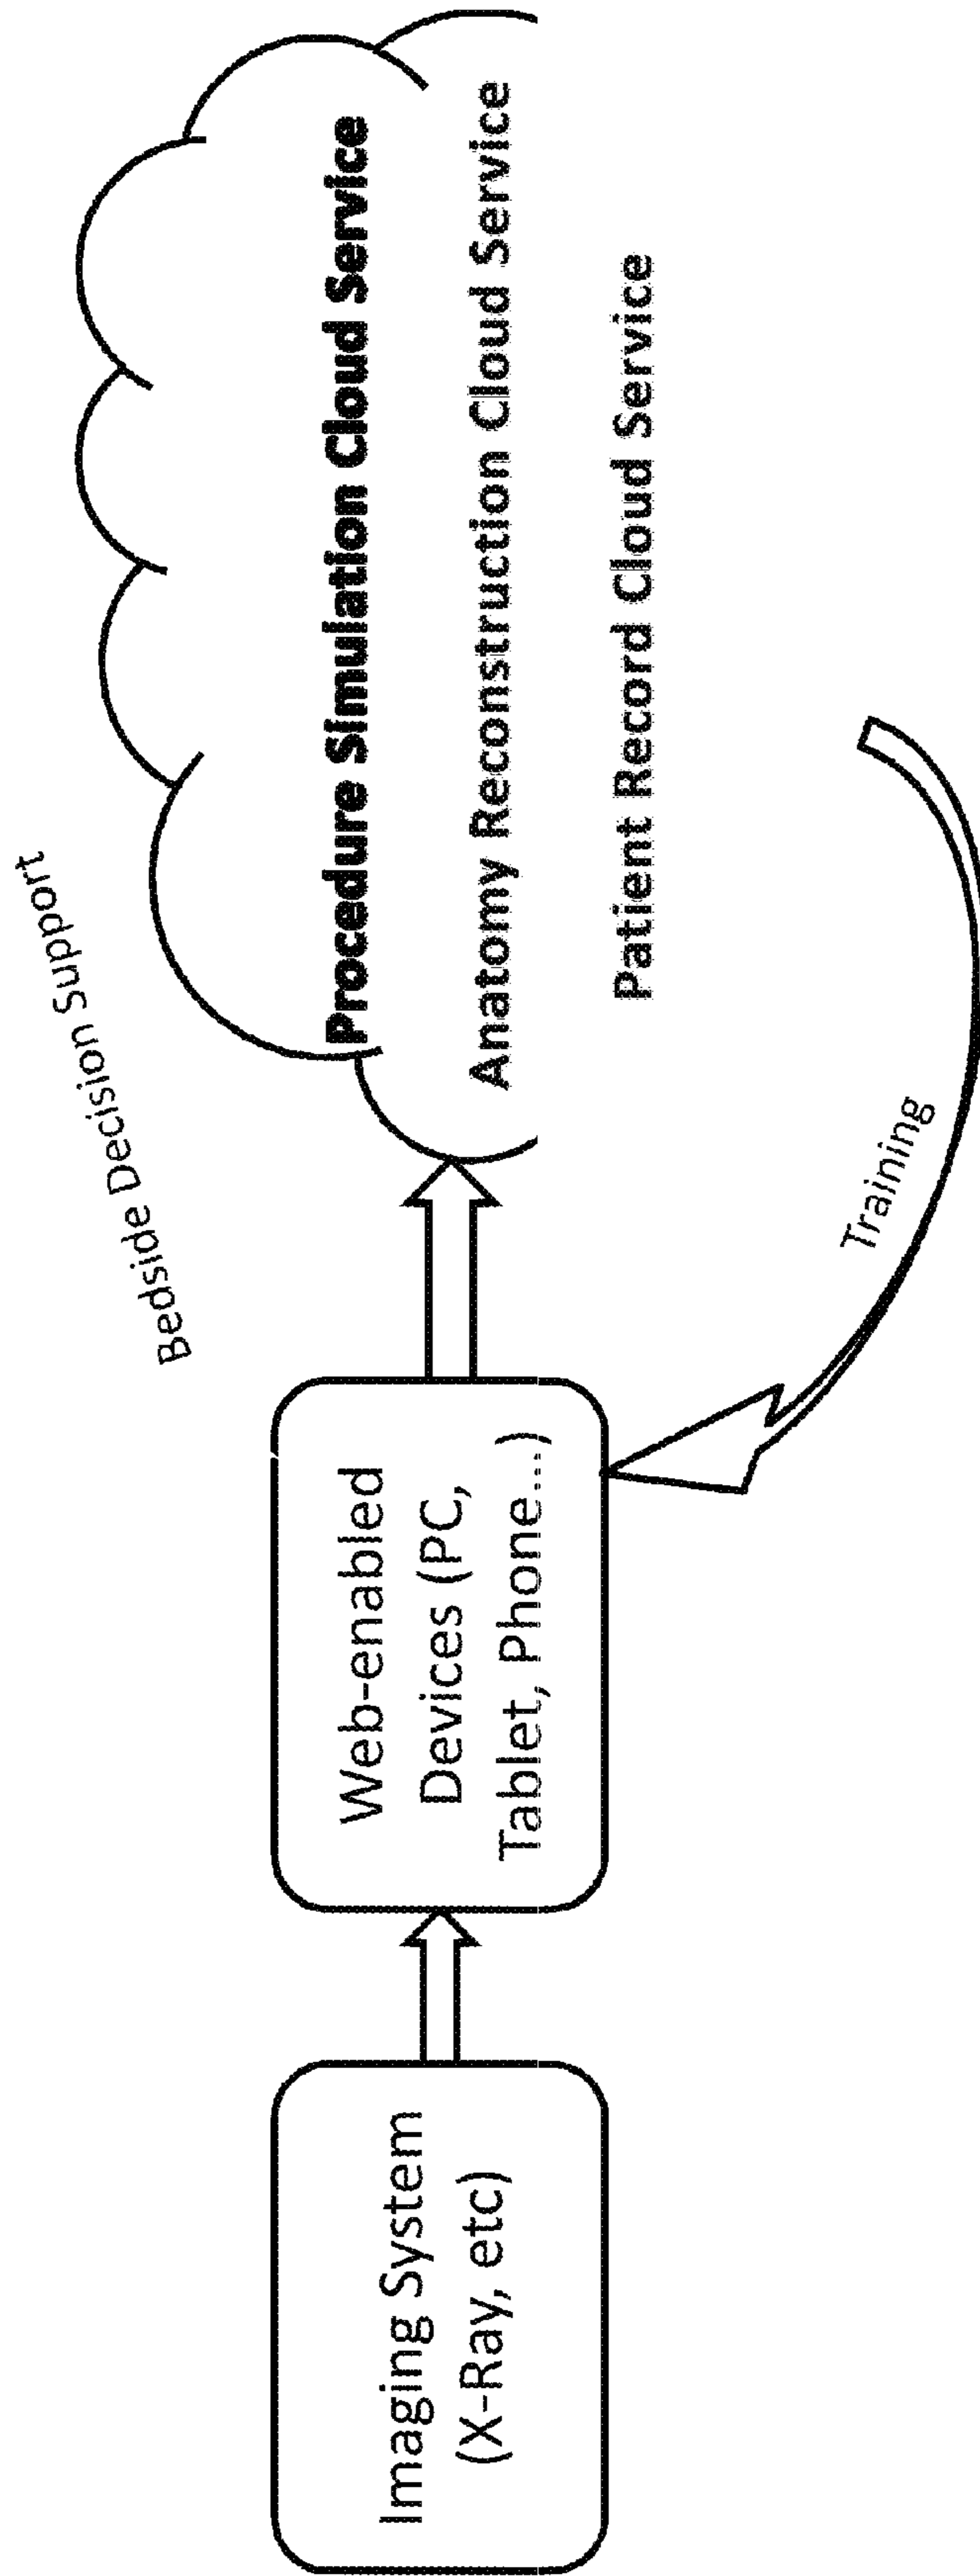 Imaging System
(X-Ray, etc)
Web-enabled
Devices (PC,
Tablet, Phone...)
Bedside Decision Support
Procedure Simulation Cloud Service
Anatomy Reconstruction Cloud Service
Patient Record Cloud Service
Training